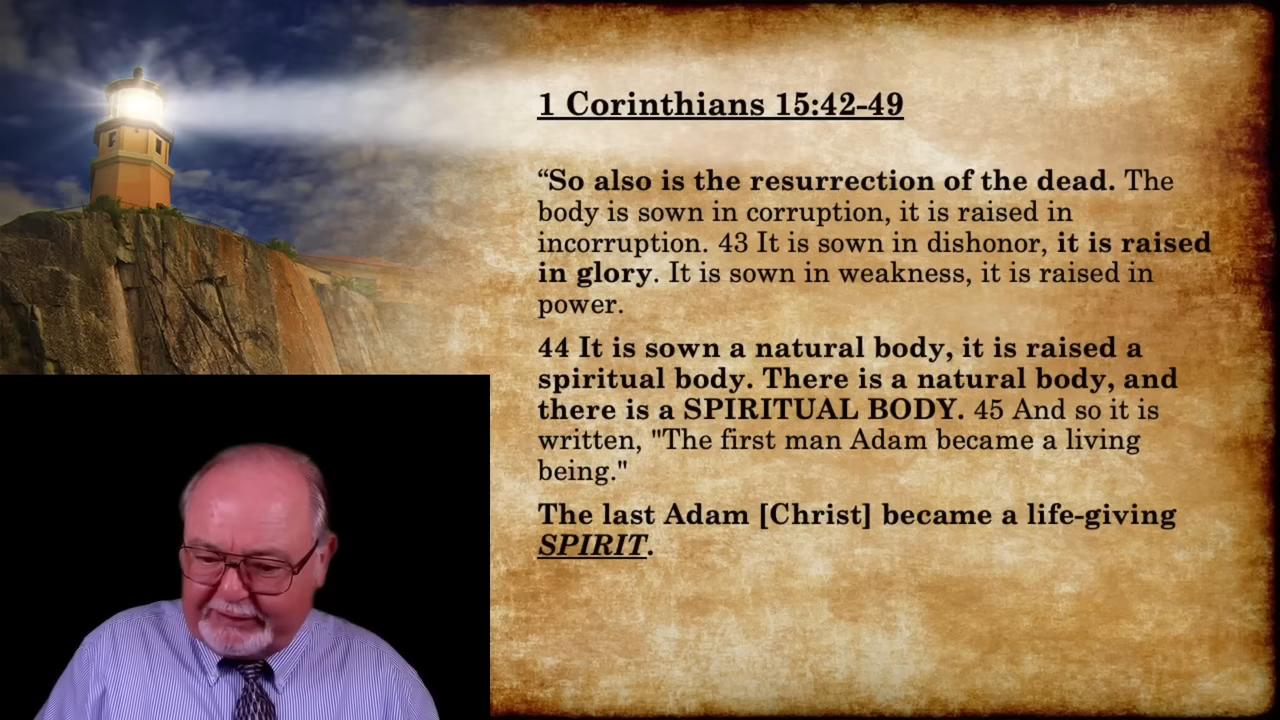 1 Corinthians 15:42-49
“So also is the resurrection of the dead. The
body is sown in corruption, it is raised in
incorruption. 43 It is sown in dishonor, it is raised
in glory. It is sown in weakness, it is raised in
power.
44 It is sown a natural body, it is raised a
spiritual body. There is a natural body, and
there is a SPIRITUAL BODY. 45 And so it is
written, "The first man Adam became a living
being."
The last Adam [Christ] became a life-giving
SPIRIT.